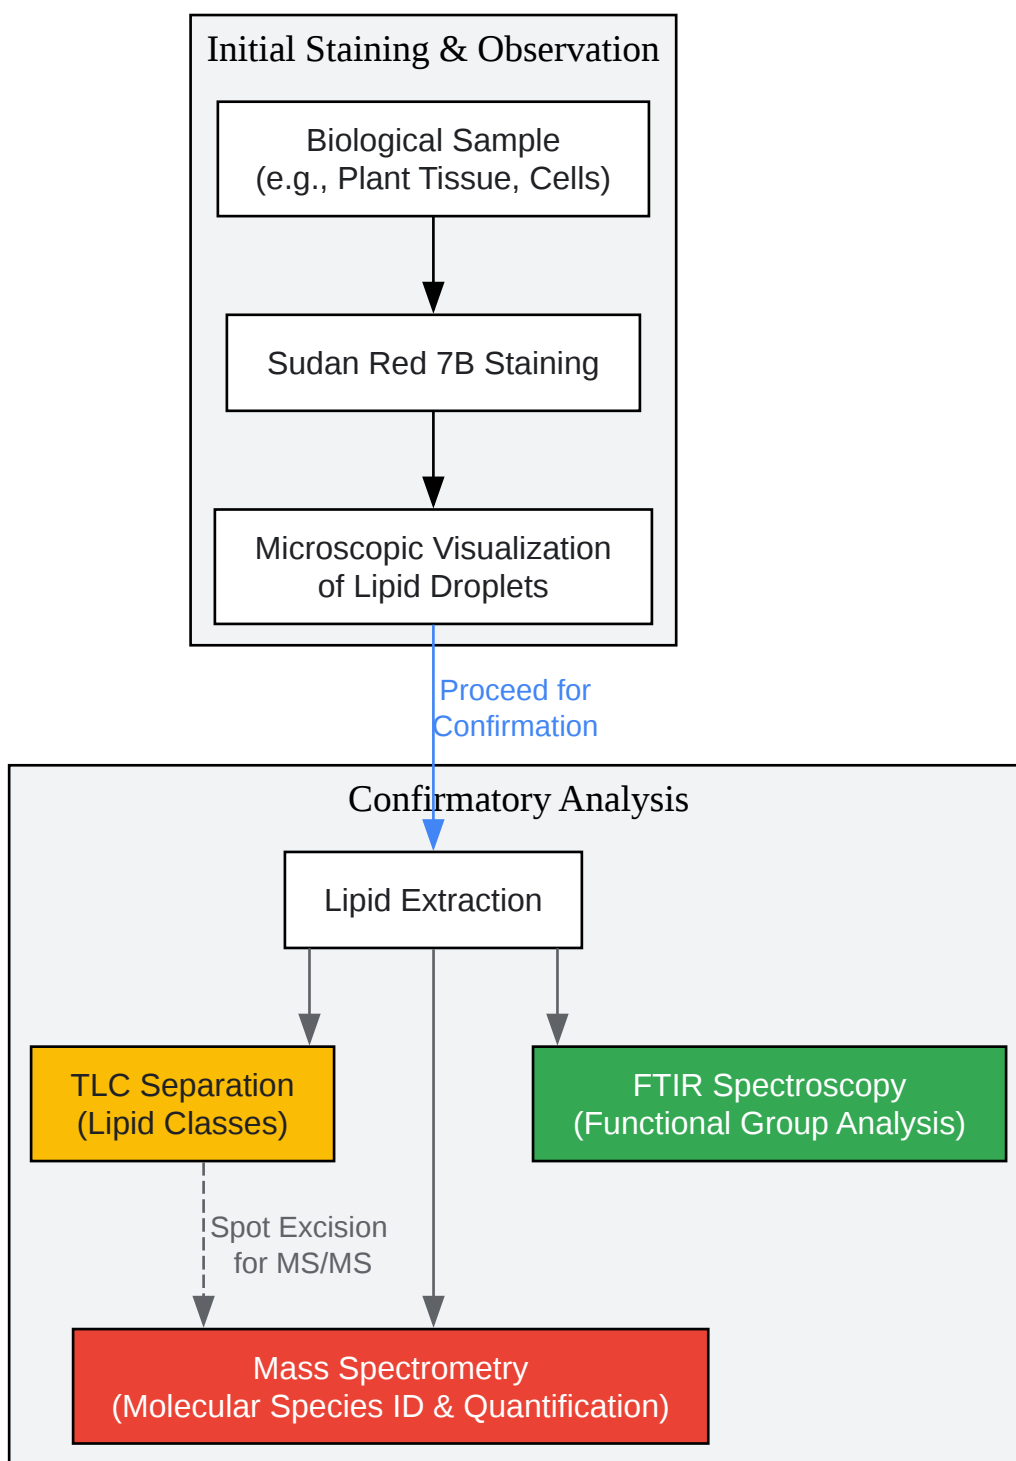 Initial Staining & Observation
Biological Sample
(e.g., Plant Tissue, Cells)
Sudan Red 7B Staining
Microscopic Visualization
of Lipid Droplets
Proceed for
Confirmation
Confirmatory Analysis
Lipid Extraction
TLC Separation
(Lipid Classes)
FTIR Spectroscopy
(Functional Group Analysis)
Spot Excision
for MS/MS
Mass Spectrometry
(Molecular Species ID & Quantification)